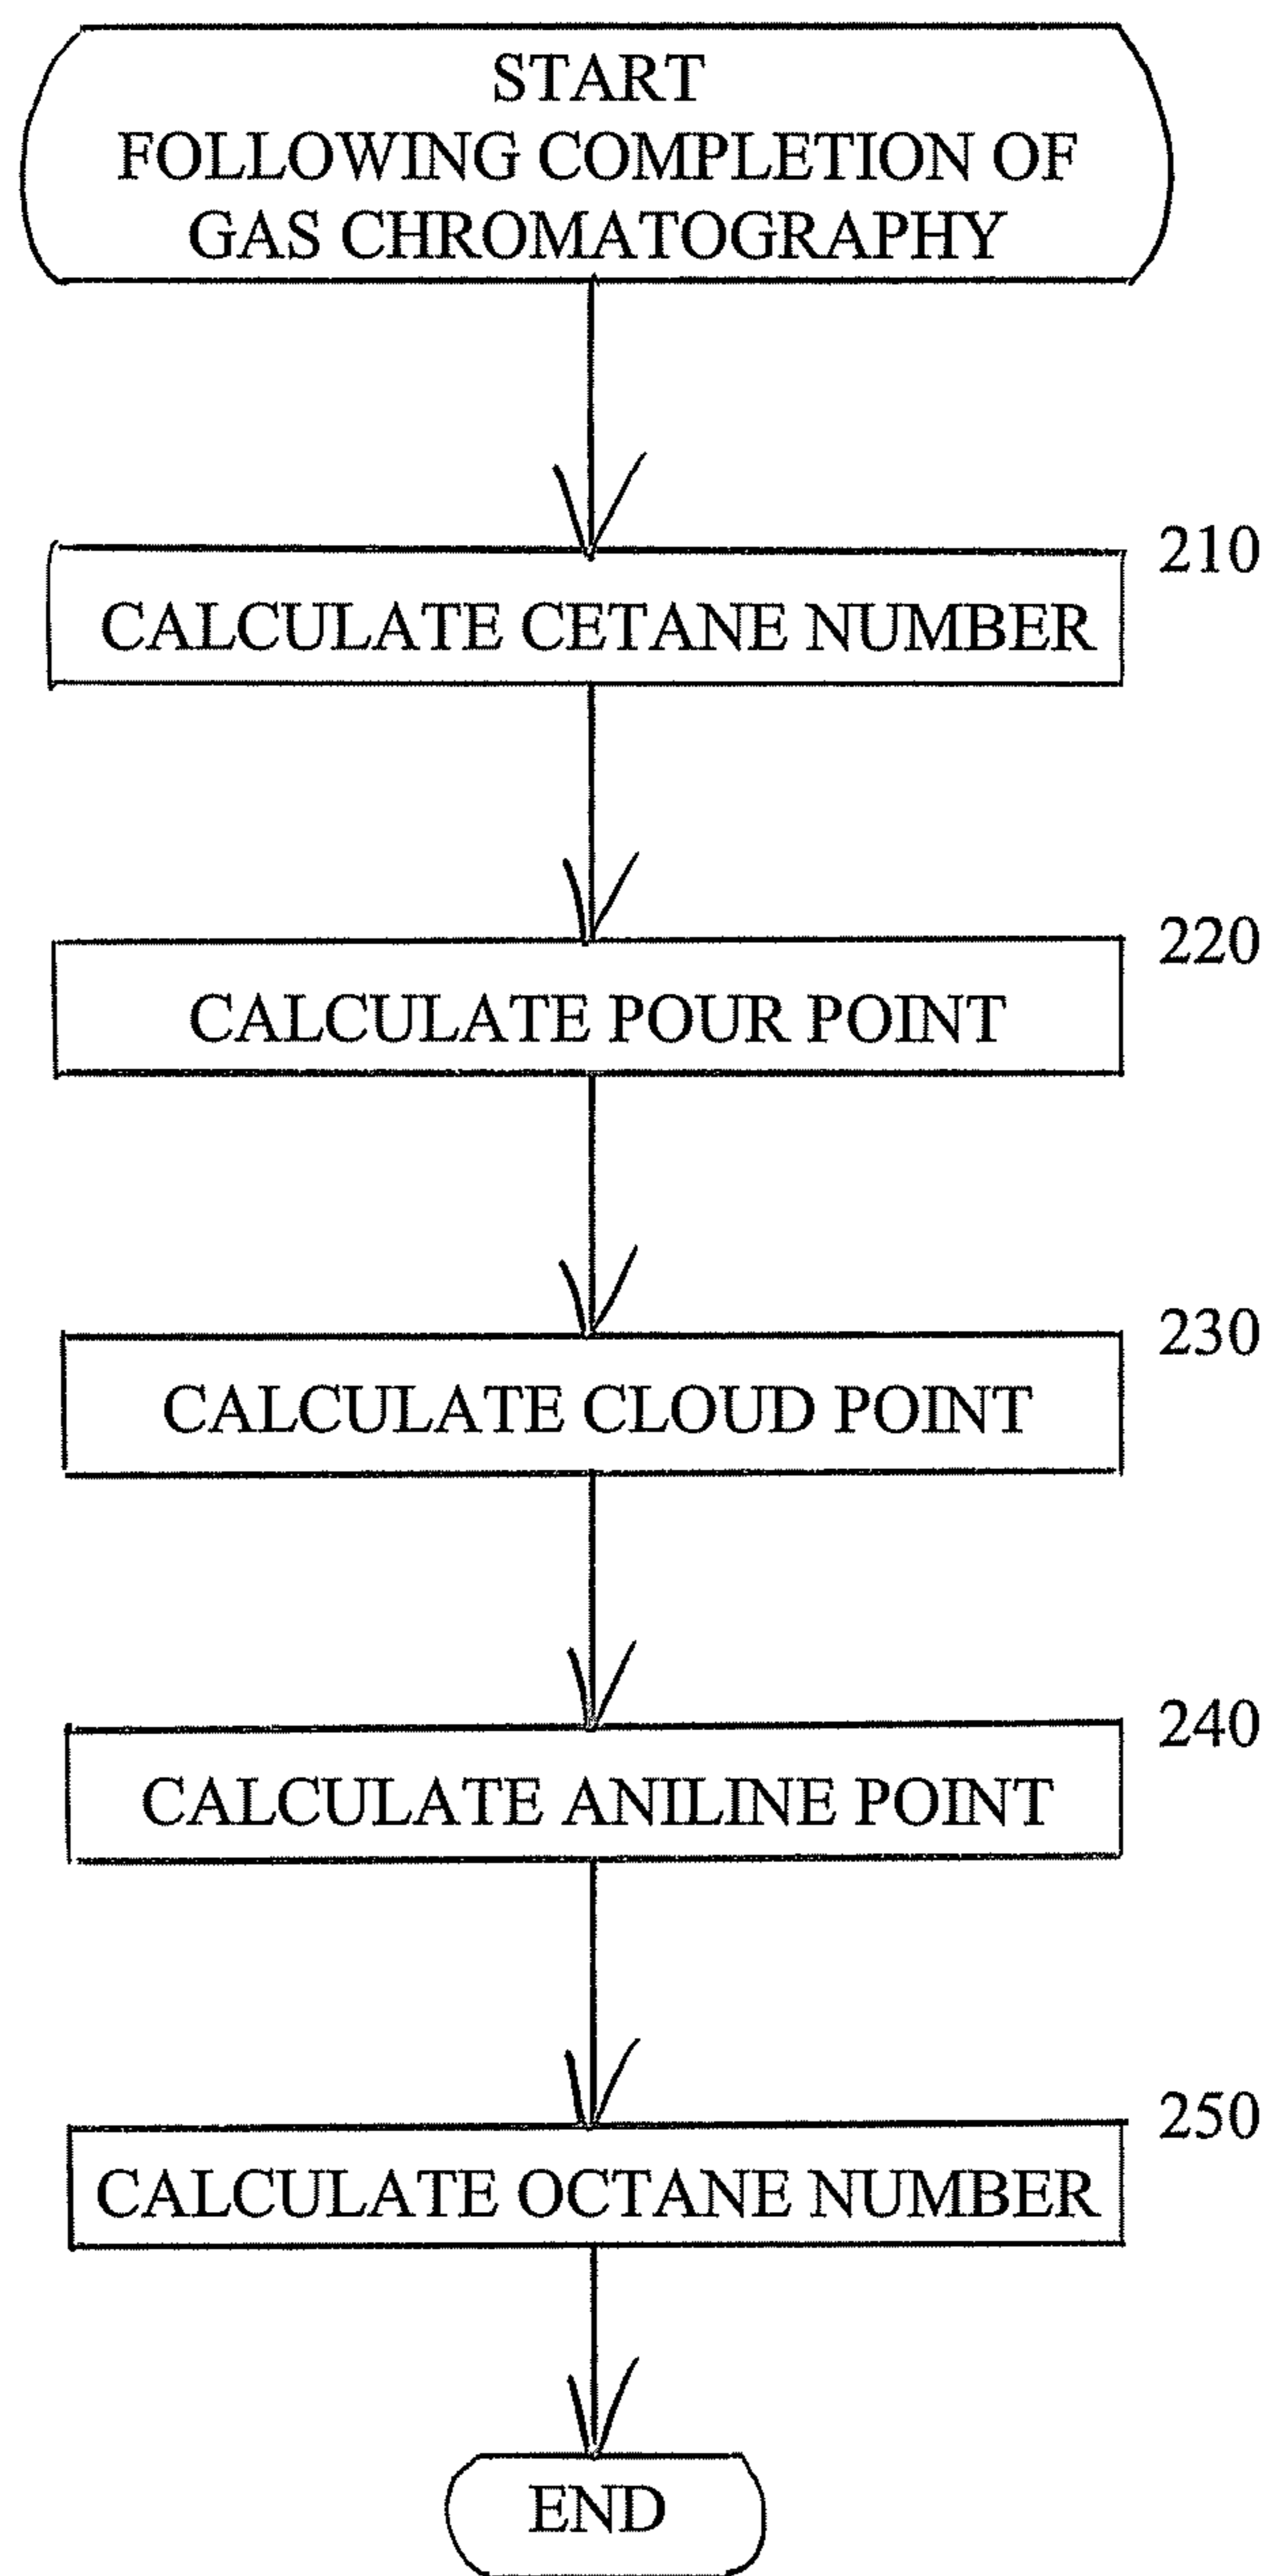 START
FOLLOWING COMPLETION OF
GAS CHROMATOGRAPHY
210
CALCULATE CETANE NUMBER
220
CALCULATE POUR POINT
230
CALCULATE CLOUD POINT
240
CALCULATE ANILINE POINT
250
CALCULATE OCTANE NUMBER
END